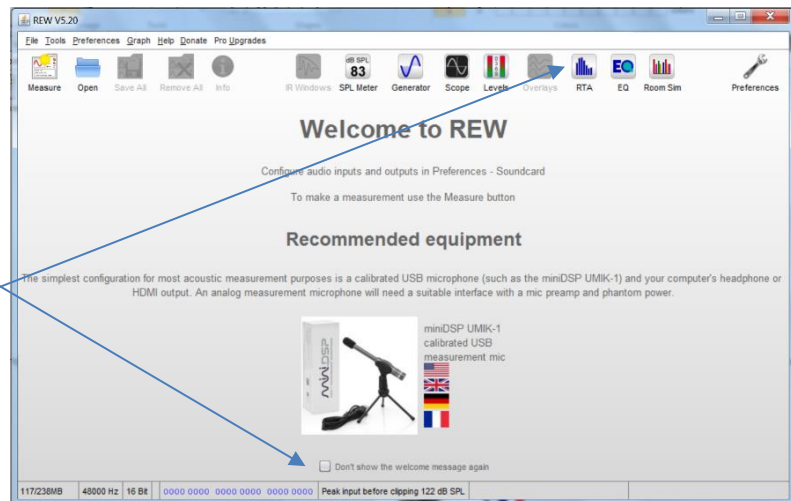 REW V5.20
File Tools Preferences Graph Help Donate Pro Upgrades
dB SPL
83
EQ
Measure Open Save All Remove All Info IR Windows SPL Meter Generator Scope Levels Overlays RTA EQ Room Sim Preferences
Welcome to REW
Configure audio inputs and outputs in Preferences - Soundcard
To make a measurement use the Measure button
Recommended equipment
The simplest configuration for most acoustic measurement purposes is a calibrated USB microphone (such as the miniDSP UMIK-1) and your computer's headphone or
HDMI output. An analog measurement microphone will need a suitable interface with a mic preamp and phantom power.
miniDSP
miniDSP UMIK-1
calibrated USB
measurement mic
Don't show the welcome message again
117/238MB 48000 Hz 16 Bit 0000 0000 0000 0000 0000 0000 Peak input before clipping 122 dB SPL